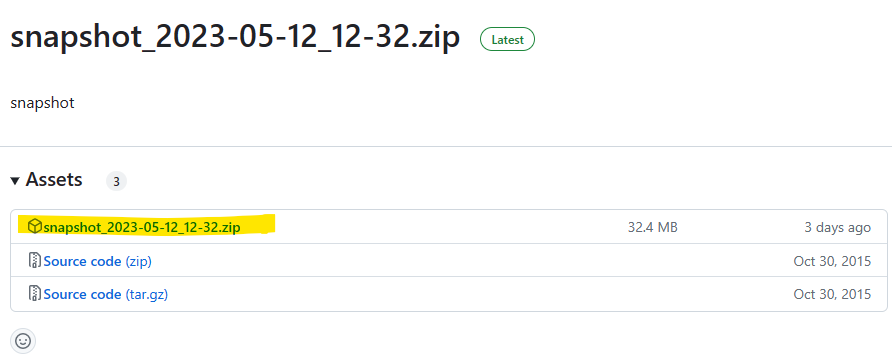 snapshot_2023-05-12_12-32.zip Latest
snapshot
Assets 3
snapshot_2023-05-12_12-32.zip 32.4 MB 3 days ago
Source code (zip) Oct 30, 2015
Source code (tar.gz) Oct 30, 2015